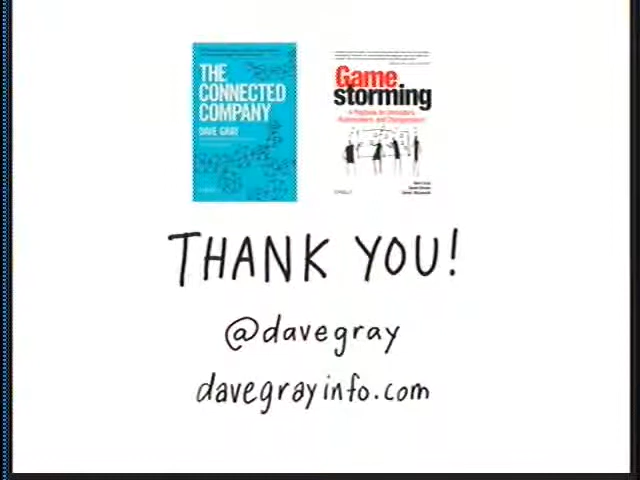 THE
CONNECTED
COMPANY
DAVE GRAY
Game
storming
THANK YOU!
@davegray
davegrayinfo.com